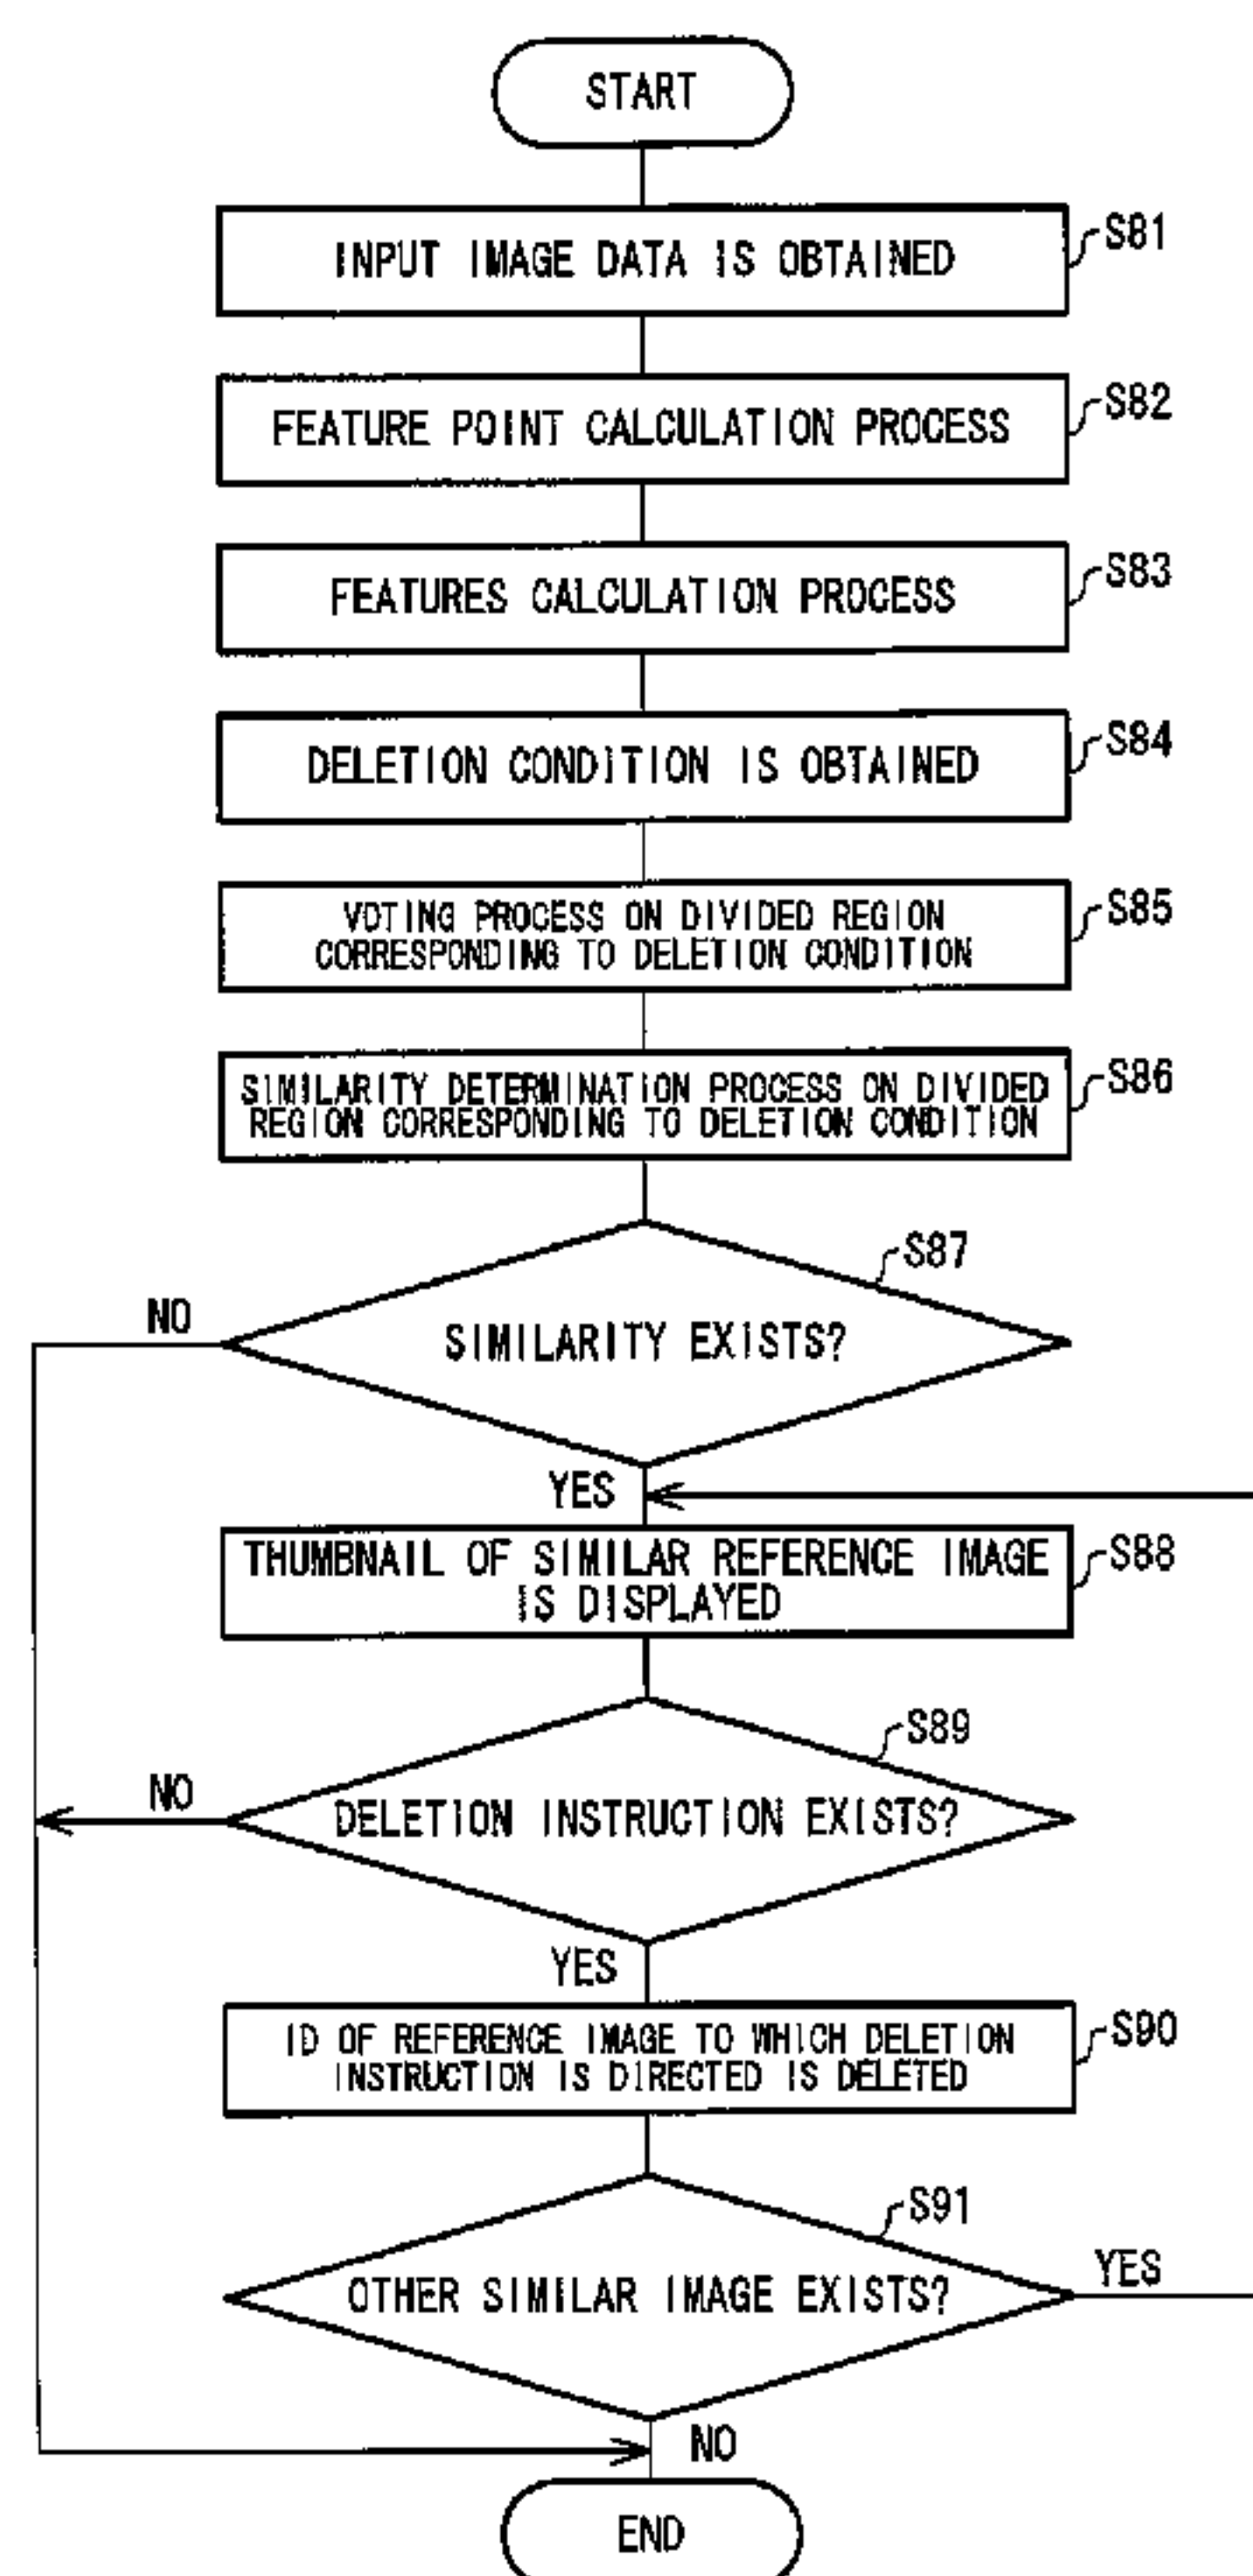 START
INPUT IMAGE DATA IS OBTAINED
S81
FEATURE POINT CALCULATION PROCESS
S82
FEATURES CALCULATION PROCESS
S83
DELETION CONDITION IS OBTAINED
S84
VOTING PROCESS ON DIVIDED REGION
CORRESPONDING TO DELETION CONDITION
S85
SIMILARITY DETERMINATION PROCESS ON DIVIDED
REGION CORRESPONDING TO DELETION CONDITION
S86
S87
NO
SIMILARITY EXISTS?
YES
THUMBNAIL OF SIMILAR REFERENCE IMAGE
IS DISPLAYED
S88
S89
NO
DELETION INSTRUCTION EXISTS?
YES
ID OF REFERENCE IMAGE TO WHICH DELETION
INSTRUCTION IS DIRECTED IS DELETED
S90
S91
OTHER SIMILAR IMAGE EXISTS?
YES
NO
END